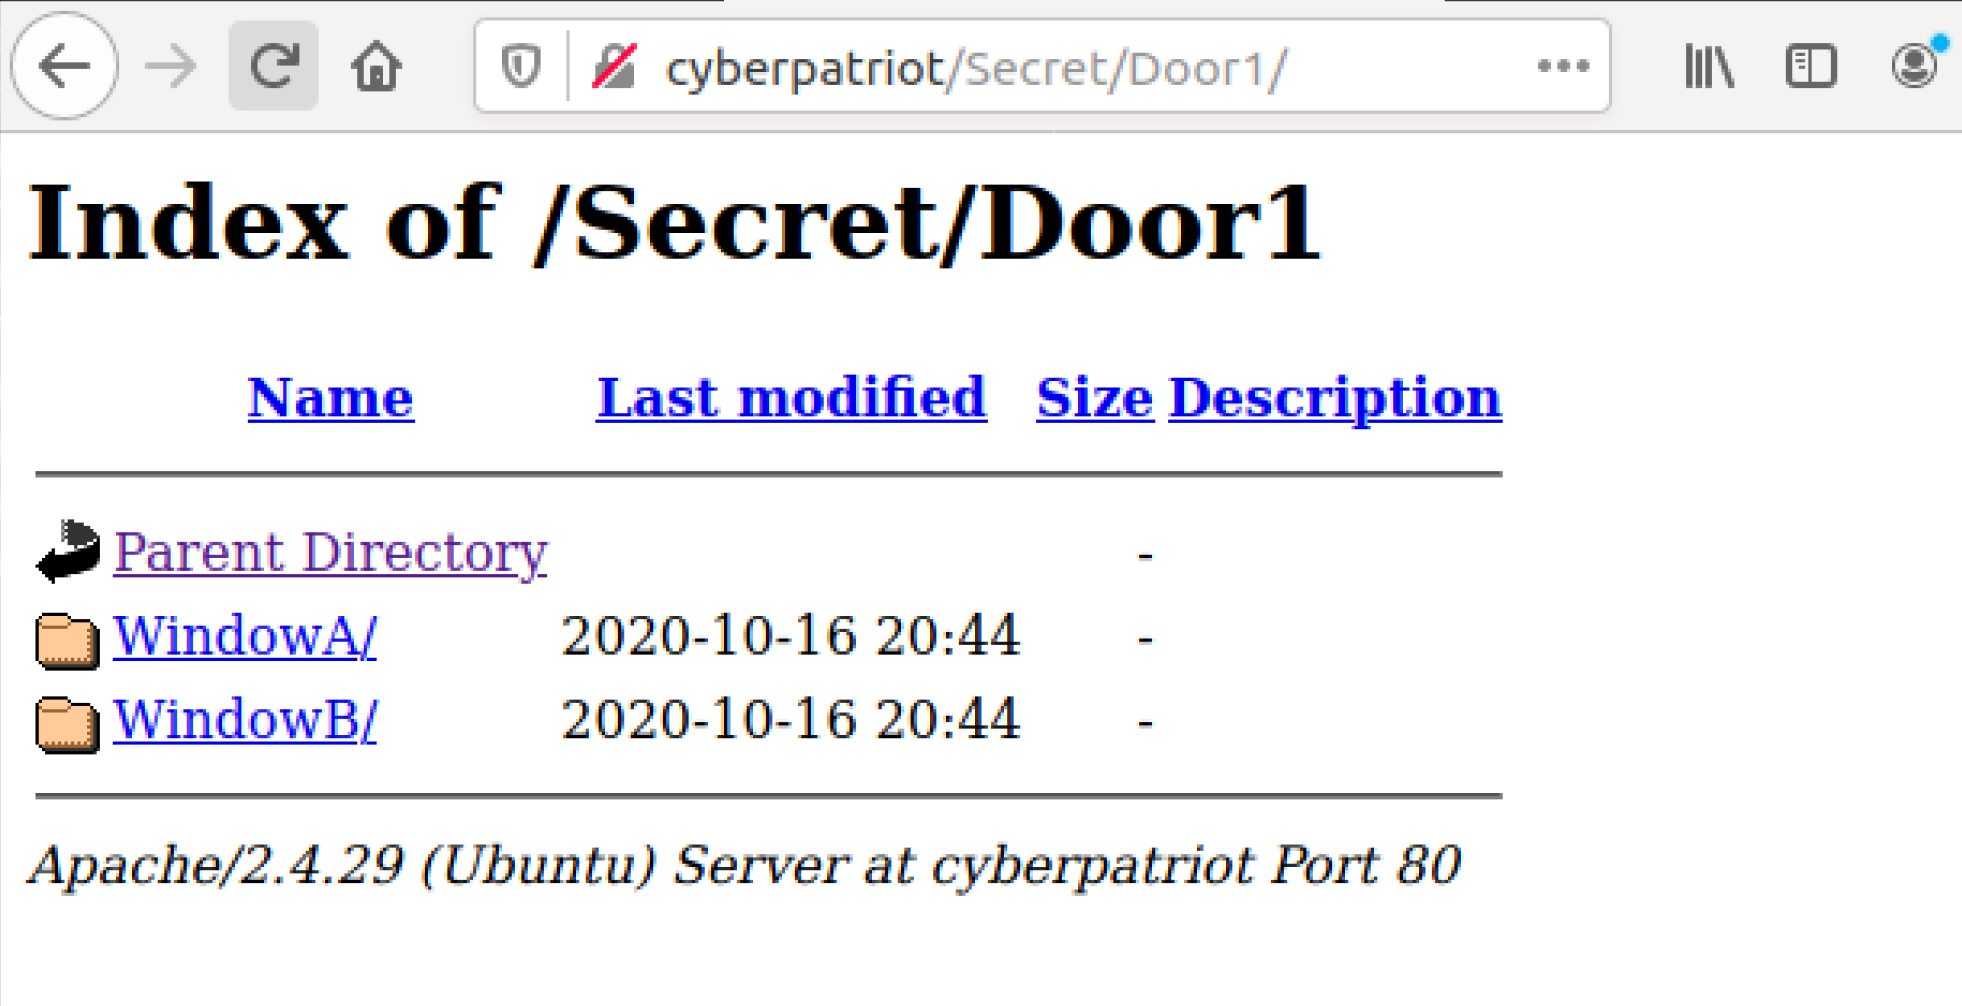 cyberpatriot/Secret/Door1/
Index of /Secret/Door1
Name Last modified Size Description
Parent Directory -
WindowA/ 2020-10-16 20:44 -
WindowB/ 2020-10-16 20:44 -
Apache/2.4.29 (Ubuntu) Server at cyberpatriot Port 80